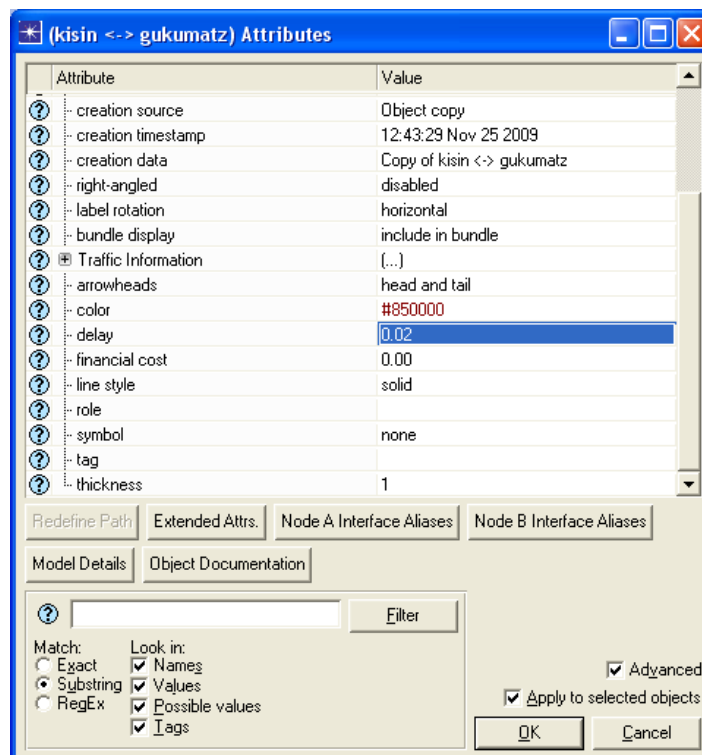 (kisin <-> gukumatz) Attributes
Attribute Value
creation source Object copy
creation timestamp 12:43:29 Nov 25 2009
creation data Copy of kisin <-> gukumatz
right-angled disabled
label rotation horizontal
bundle display include in bundle
Traffic Information (...)
arrowheads head and tail
color #850000
delay 0.02
financial cost 0.00
line style solid
role
symbol none
tag
thickness 1
Redefine Path Extended Attrs. Node A Interface Aliases Node B Interface Aliases
Model Details Object Documentation
Filter
Match: Look in:
Exact Names
Substring Values
RegEx Possible values
Tags
Advanced
Apply to selected objects
OK Cancel